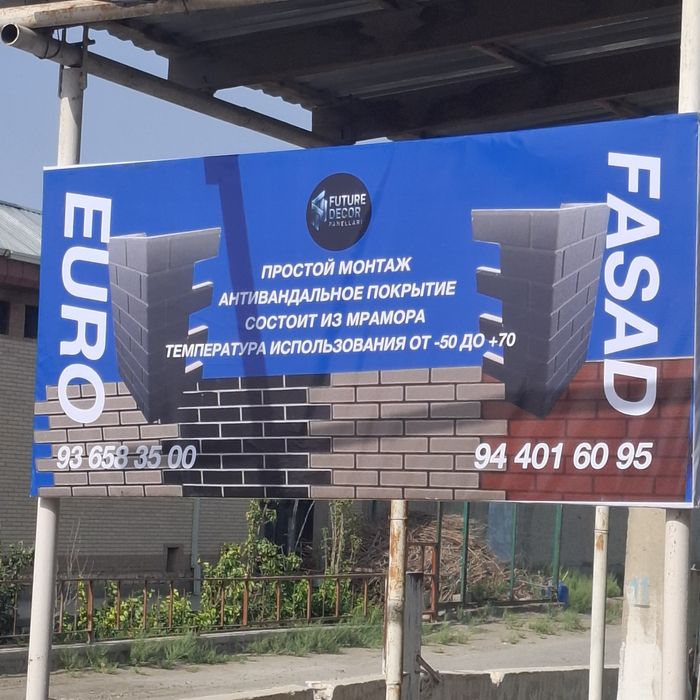 EURO
FUTURE
DECOR
PANELLARI
FASAD
ПРОСТОЙ МОНТАЖ
АНТИВАНДАЛЬНОЕ ПОКРЫТИЕ
СОСТОИТ ИЗ МРАМОРА
ТЕМПЕРАТУРА ИСПОЛЬЗОВАНИЯ ОТ -50 ДО +70
93 658 35 00
94 401 60 95
11